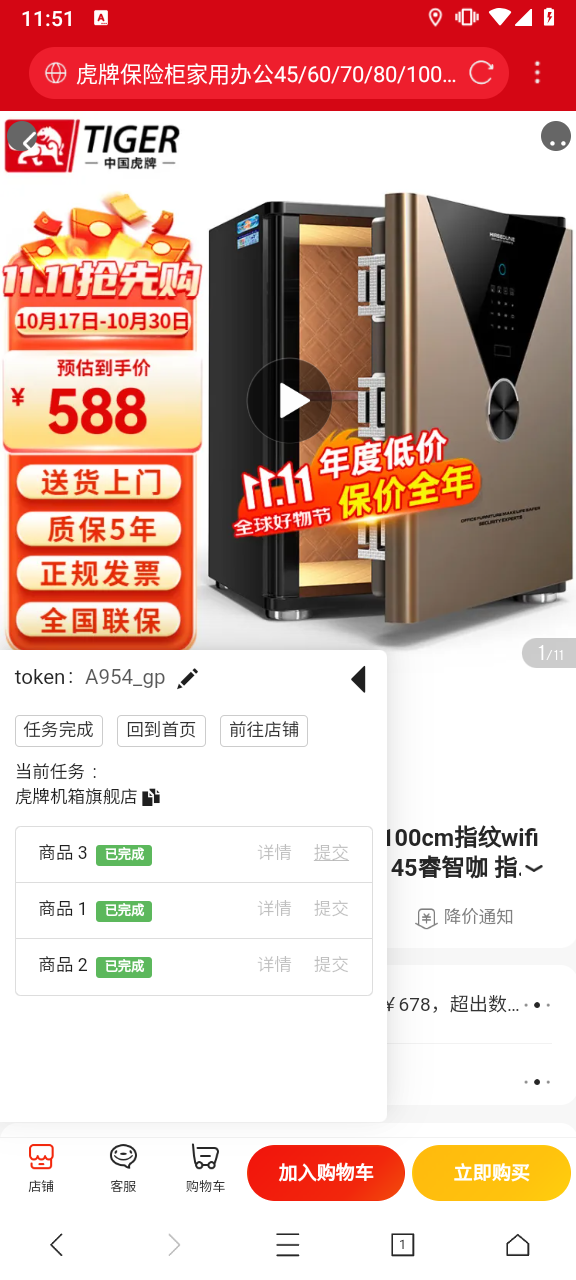 11:51
虎牌保险柜家用办公45/60/70/80/100...
TIGER
中国虎牌
11.11抢先购
10月17日-10月30日
预估到手价
¥588
送货上门
质保5年
正规发票
全国联保
11.11 年度低价
全球好物节 保价全年
OFFICE FURNITURE MAKE LIFE SAFER
SECURITY EXPERTS
1/11
token: A954_gp
任务完成 回到首页 前往店铺
当前任务：
虎牌机箱旗舰店
商品 3 已完成 详情 提交
商品 1 已完成 详情 提交
商品 2 已完成 详情 提交
100cm指纹wifi
45睿智咖 指.
降价通知
¥678，超出数...
店铺 客服 购物车 加入购物车 立即购买
1